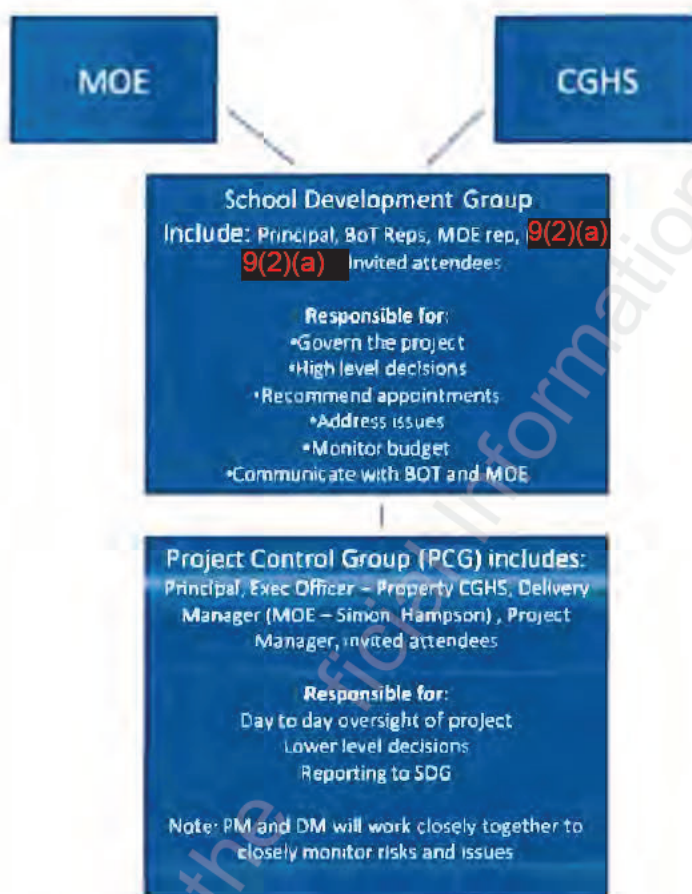 MOE
CGHS
School Development Group
Include: Principal, BoT Reps, MOE rep, 9(2)(a)
9(2)(a) Invited attendees
Responsible for:
•Govern the project
•High level decisions
•Recommend appointments
•Address issues
•Monitor budget
•Communicate with BOT and MOE
Project Control Group (PCG) includes:
Principal, Exec Officer – Property CGHS, Delivery
Manager (MOE – Simon Hampson) , Project
Manager, invited attendees
Responsible for:
Day to day oversight of project
Lower level decisions
Reporting to SDG
Note: PM and DM will work closely together to
closely monitor risks and issues
the
ficial Information